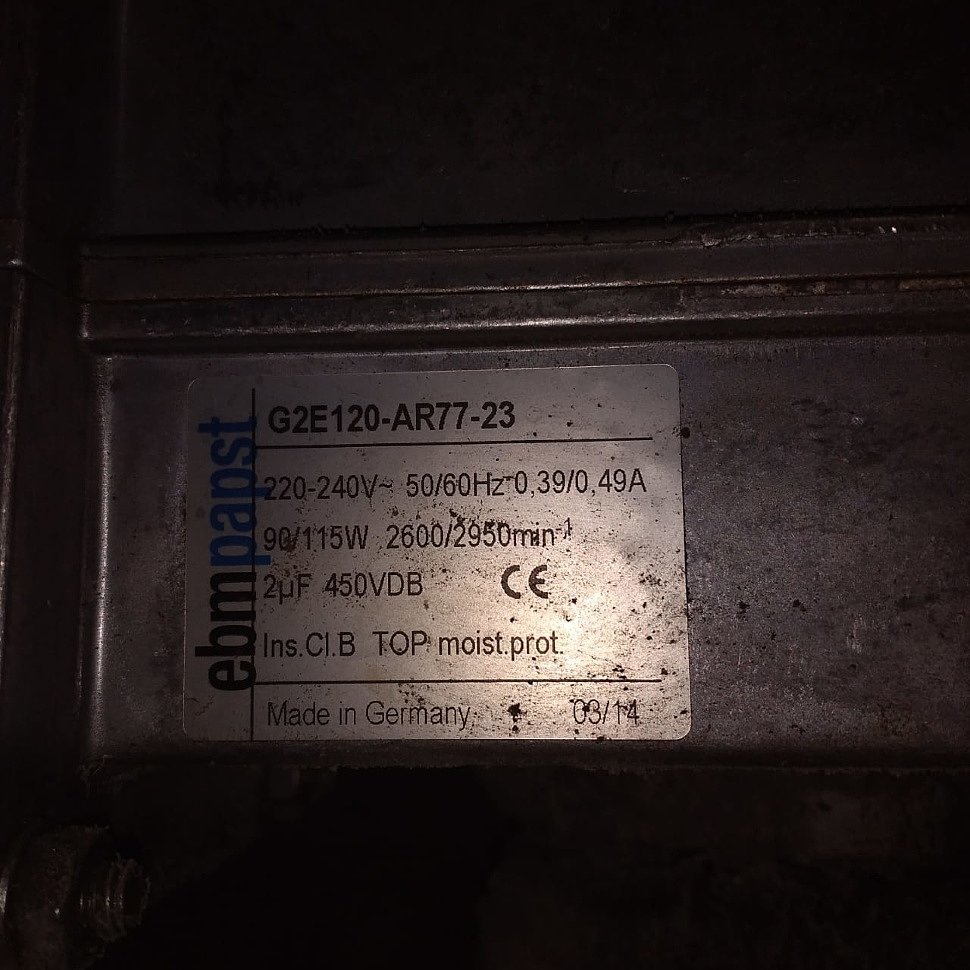 ebmpapst
G2E120-AR77-23
220-240V~ 50/60Hz 0,39/0,49A
90/115W 2600/2950min-1
2µF 450VDB CE
Ins.Cl.B TOP moist.prot.
Made in Germany 03/14